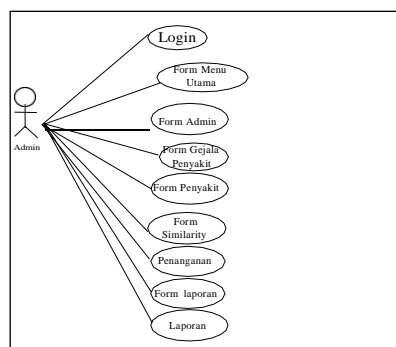 Login
Form Menu
Utama
Form Admin
Admin
Form Gejala
Penyakit
Form Penyakit
Form
Similarity
Penanganan
Form laporan
Laporan